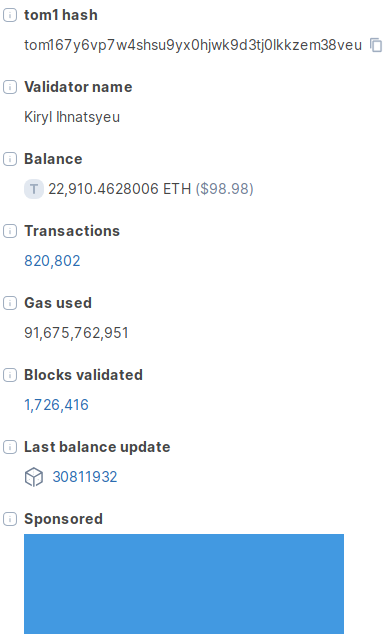 tom1 hash
tom167y6vp7w4shsu9yx0hjwk9d3tj0lkkzem38veu
Validator name
Kiryl Ihnatsyeu
Balance
T 22,910.4628006 ETH ($98.98)
Transactions
820,802
Gas used
91,675,762,951
Blocks validated
1,726,416
Last balance update
30811932
Sponsored